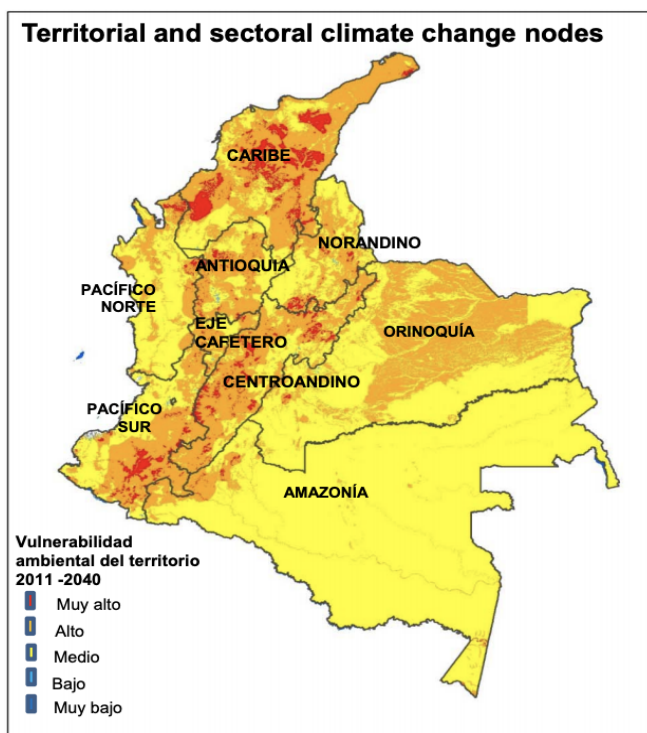 Territorial and sectoral climate change nodes
CARIBE
NORANDINO
ANTIOQUIA
PACÍFICO
NORTE
EJE
CAFETERO
ORINOQUÍA
CENTROANDINO
PACÍFICO
SUR
AMAZONÍA
Vulnerabilidad
ambiental del territorio
2011 -2040
Muy alto
Alto
Medio
Bajo
Muy bajo